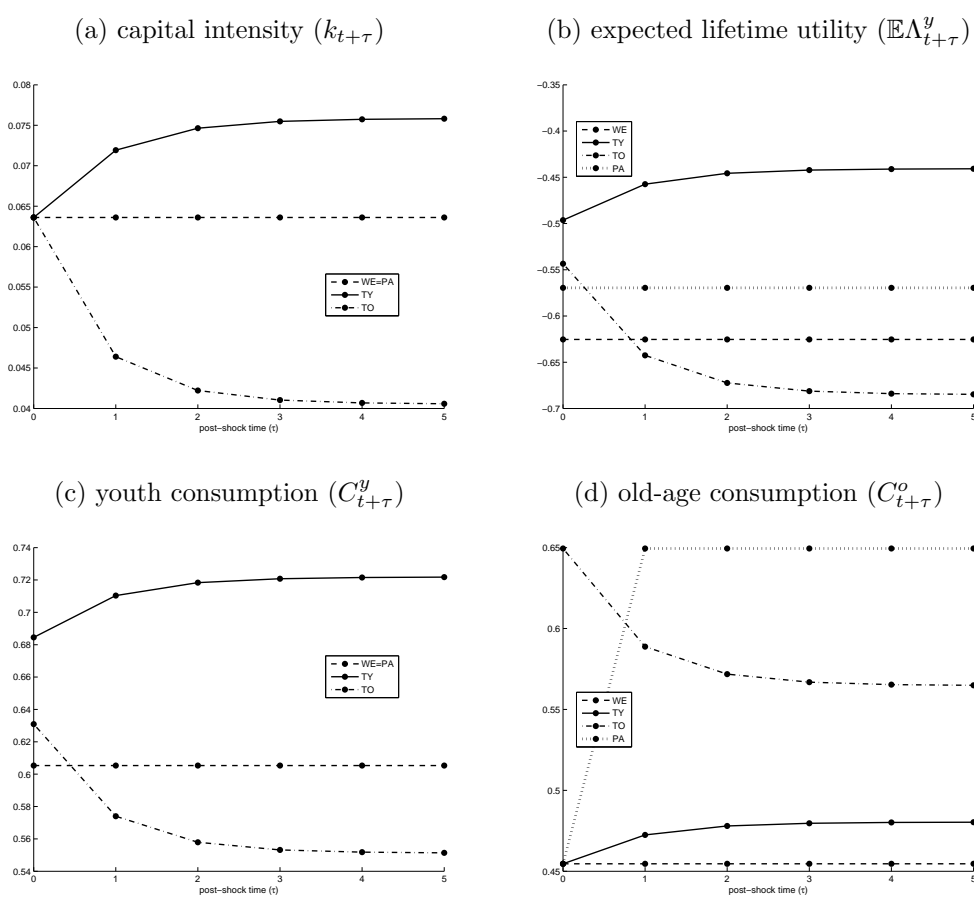 (a) capital intensity (k_{t+τ})
0.08
0.075
0.07
0.065
0.06
0.055
0.05
0.045
0.04
WE=PA
TY
TO
0 1 2 3 4 5
post−shock time (τ)
(b) expected lifetime utility (𝔼Λ^y_{t+τ})
−0.35
−0.4
−0.45
−0.5
−0.55
−0.6
−0.65
−0.7
WE
TY
TO
PA
0 1 2 3 4 5
post−shock time (τ)
(c) youth consumption (C^y_{t+τ})
0.74
0.72
0.7
0.68
0.66
0.64
0.62
0.6
0.58
0.56
0.54
WE=PA
TY
TO
0 1 2 3 4 5
post−shock time (τ)
(d) old-age consumption (C^o_{t+τ})
0.65
0.6
0.55
0.5
0.45
WE
TY
TO
PA
0 1 2 3 4 5
post−shock time (τ)